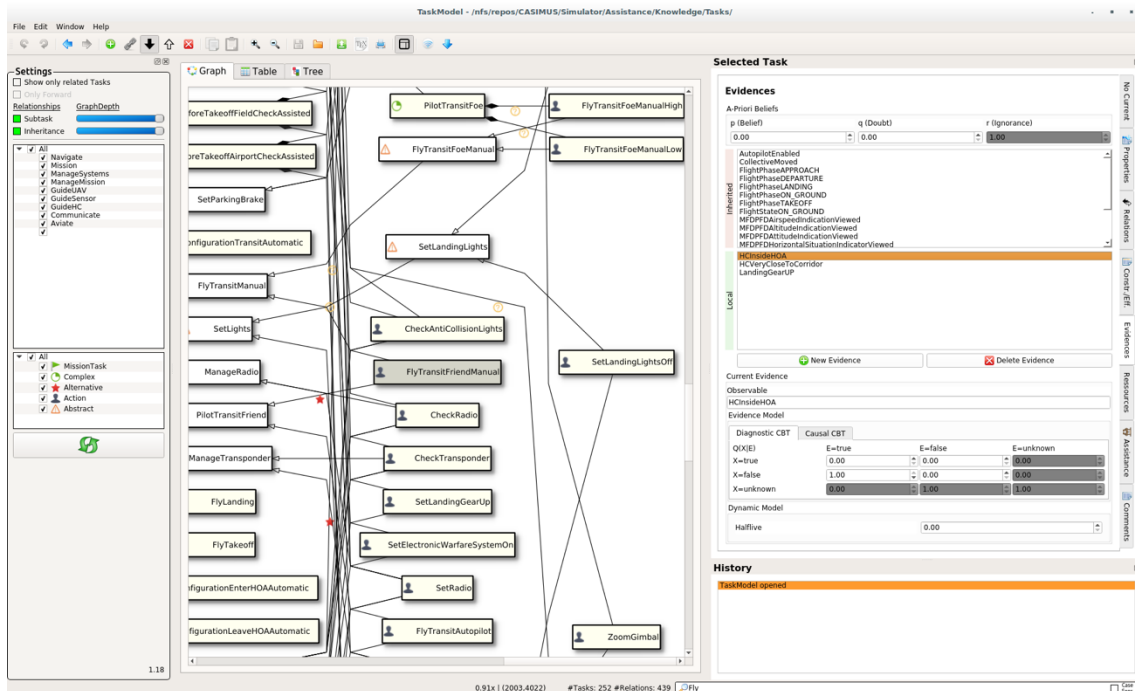 TaskModel - /nfs/repos/CASIMUS/Simulator/Assistance/Knowledge/Tasks/
File Edit Window Help
Settings
Show only related Tasks
Only Forward
Relationships GraphDepth
Subtask
Inheritance
All
Navigate
Mission
ManageSystems
ManageMission
GuideUAV
GuideSensor
GuideHC
Communicate
Aviate
All
MissionTask
Complex
Alternative
Action
Abstract
1.18
Graph Table Tree
foreTakeoffFieldCheckAssisted
oreTakeoffAirportCheckAssisted
SetParkingBrake
onfigurationTransitAutomatic
FlyTransitManual
SetLights
ManageRadio
PilotTransitFriend
ManageTransponder
FlyLanding
FlyTakeoff
figurationEnterHOAAutomatic
figurationLeaveHOAAutomatic
PilotTransitFoe
FlyTransitFoeManual
SetLandingLights
CheckAntiCollisionLights
FlyTransitFriendManual
CheckRadio
CheckTransponder
SetLandingGearUp
SetElectronicWarfareSystemOn
SetRadio
FlyTransitAutopilot
FlyTransitFoeManualHigh
FlyTransitFoeManualLow
SetLandingLightsOff
ZoomGimbal
0.91x | (2003,4022) #Tasks: 252 #Relations: 439 Fly
Case
Selected Task
Evidences
A-Priori Beliefs
p (Belief) q (Doubt) r (Ignorance)
0.00 0.00 1.00
Inherited
AutopilotEnabled
CollectiveMoved
FlightPhaseAPPROACH
FlightPhaseDEPARTURE
FlightPhaseLANDING
FlightPhaseON_GROUND
FlightPhaseTAKEOFF
FlightStateON_GROUND
MFDPFDAirspeedIndicationViewed
MFDPFDAltitudeIndicationViewed
MFDPFDAttitudeIndicationViewed
MFDPFDHorizontalSituationIndicatorViewed
Local
HCInsideHOA
HCVeryCloseToCorridor
LandingGearUP
New Evidence Delete Evidence
Current Evidence
Observable
HCInsideHOA
Evidence Model
Diagnostic CBT Causal CBT
Q(X|E) E=true E=false E=unknown
X=true 0.00 0.00 0.00
X=false 1.00 0.00 0.00
X=unknown 0.00 1.00 1.00
Dynamic Model
Halflive 0.00
No Current
Properties
Relations
Constr./Eff.
Evidences
Ressources
Assistance
Comments
History
TaskModel opened